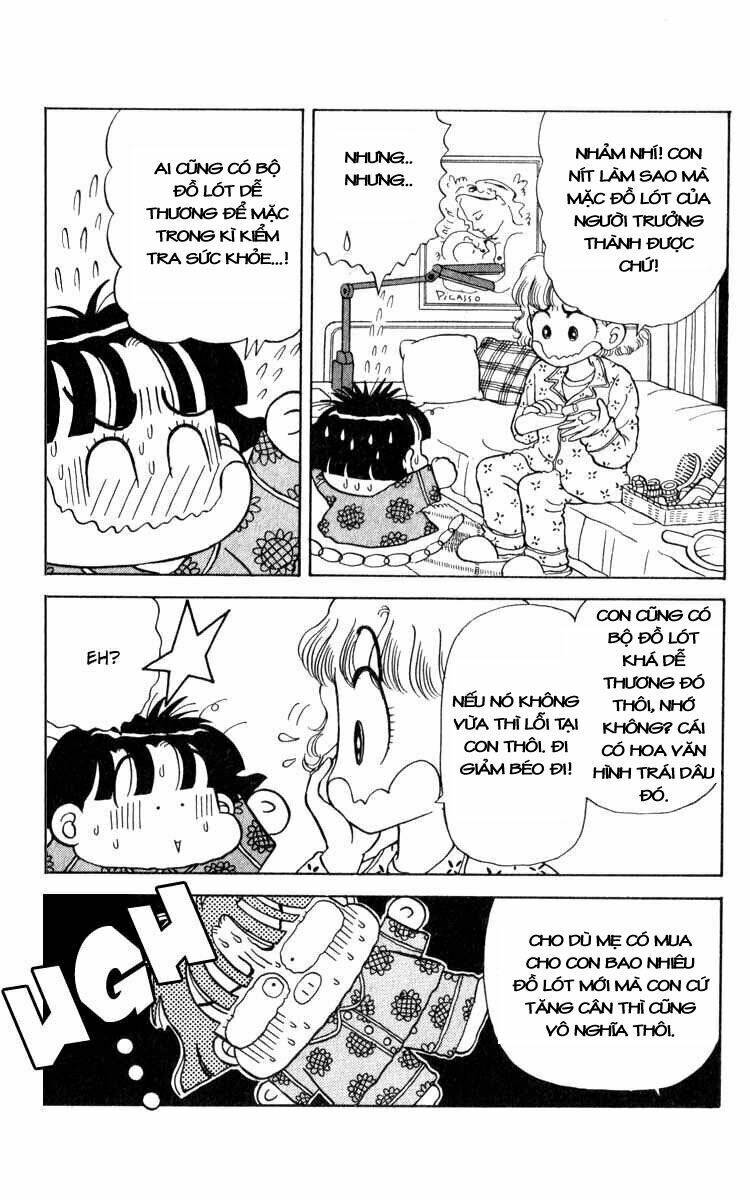 NHẢM NHÍ! CON
NÍT LÀM SAO MÀ
MẶC ĐỒ LÓT CỦA
NGƯỜI TRƯỞNG
THÀNH ĐƯỢC
CHỨ!
NHƯNG..
NHƯNG..
PICASSO
AI CŨNG CÓ BỘ
ĐỒ LÓT DỄ
THƯƠNG ĐỂ MẶC
TRONG KÌ KIỂM
TRA SỨC KHỎE...!
CON CŨNG CÓ
BỘ ĐỒ LÓT
KHÁ DỄ
THƯƠNG ĐÓ
THÔI, NHỚ
KHÔNG? CÁI
CÓ HOA VĂN
HÌNH TRÁI DÂU
ĐÓ.
NẾU NÓ KHÔNG
VỪA THÌ LỖI TẠI
CON THÔI. ĐI
GIẢM BÉO ĐI!
EH?
CHO DÙ MẸ CÓ MUA
CHO CON BAO NHIÊU
ĐỒ LÓT MỚI MÀ CON CỨ
TĂNG CÂN THÌ CŨNG
VÔ NGHĨA THÔI.
UGH
...